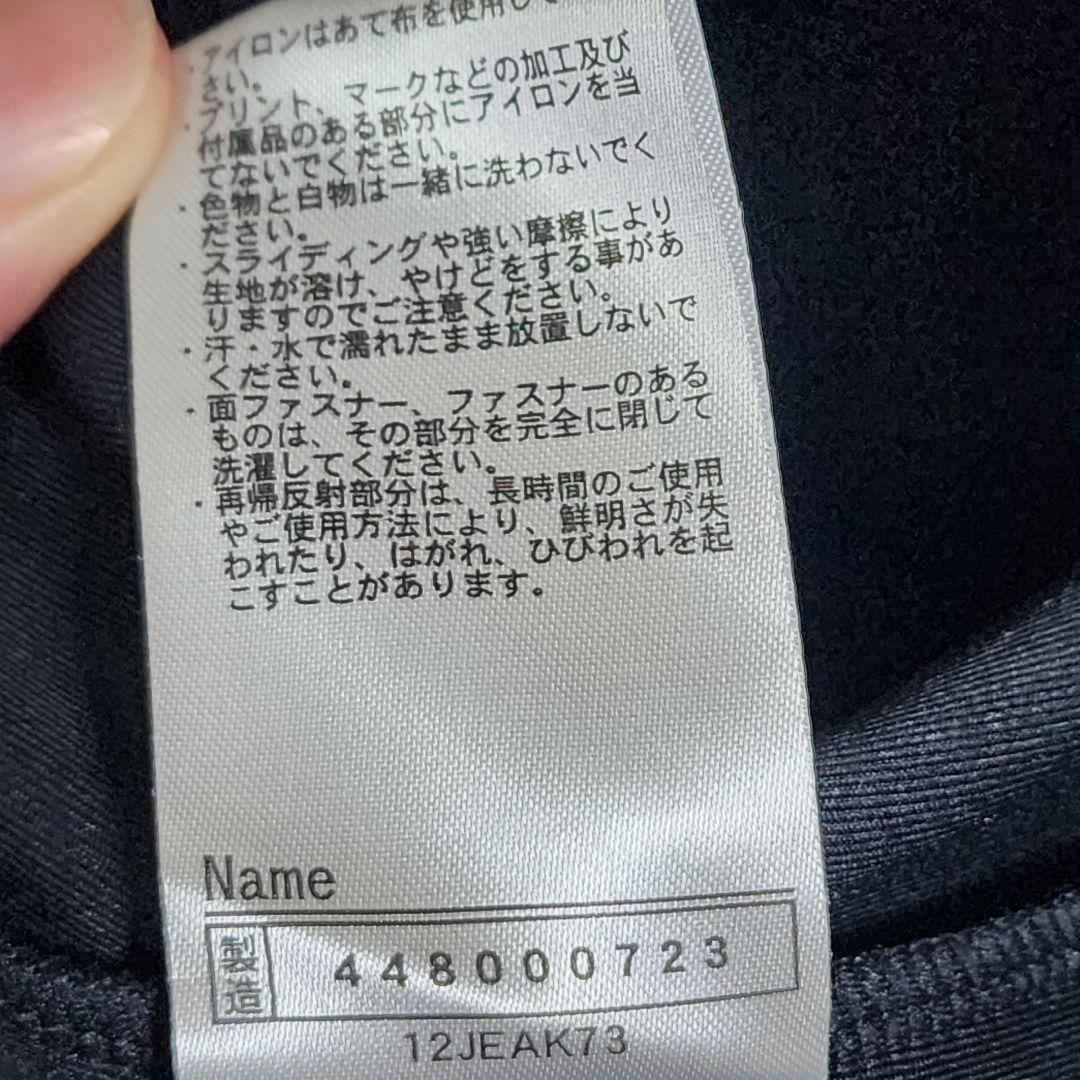 ・アイロンはあて布を使用して
さい。
・プリント、マークなどの加工及び
付属品のある部分にアイロンを当
てないでください。
・色物と白物は一緒に洗わないでく
ださい。
・スライディングや強い摩擦により
生地が溶け、やけどをする事があ
りますのでご注意ください。
・汗・水で濡れたまま放置しないで
ください。
・面ファスナー、ファスナーのある
ものは、その部分を完全に閉じて
洗濯してください。
・再帰反射部分は、長時間のご使用
やご使用方法により、鮮明さが失
われたり、はがれ、ひびわれを起
こすことがあります。
Name
製造 448000723
12JEAK73